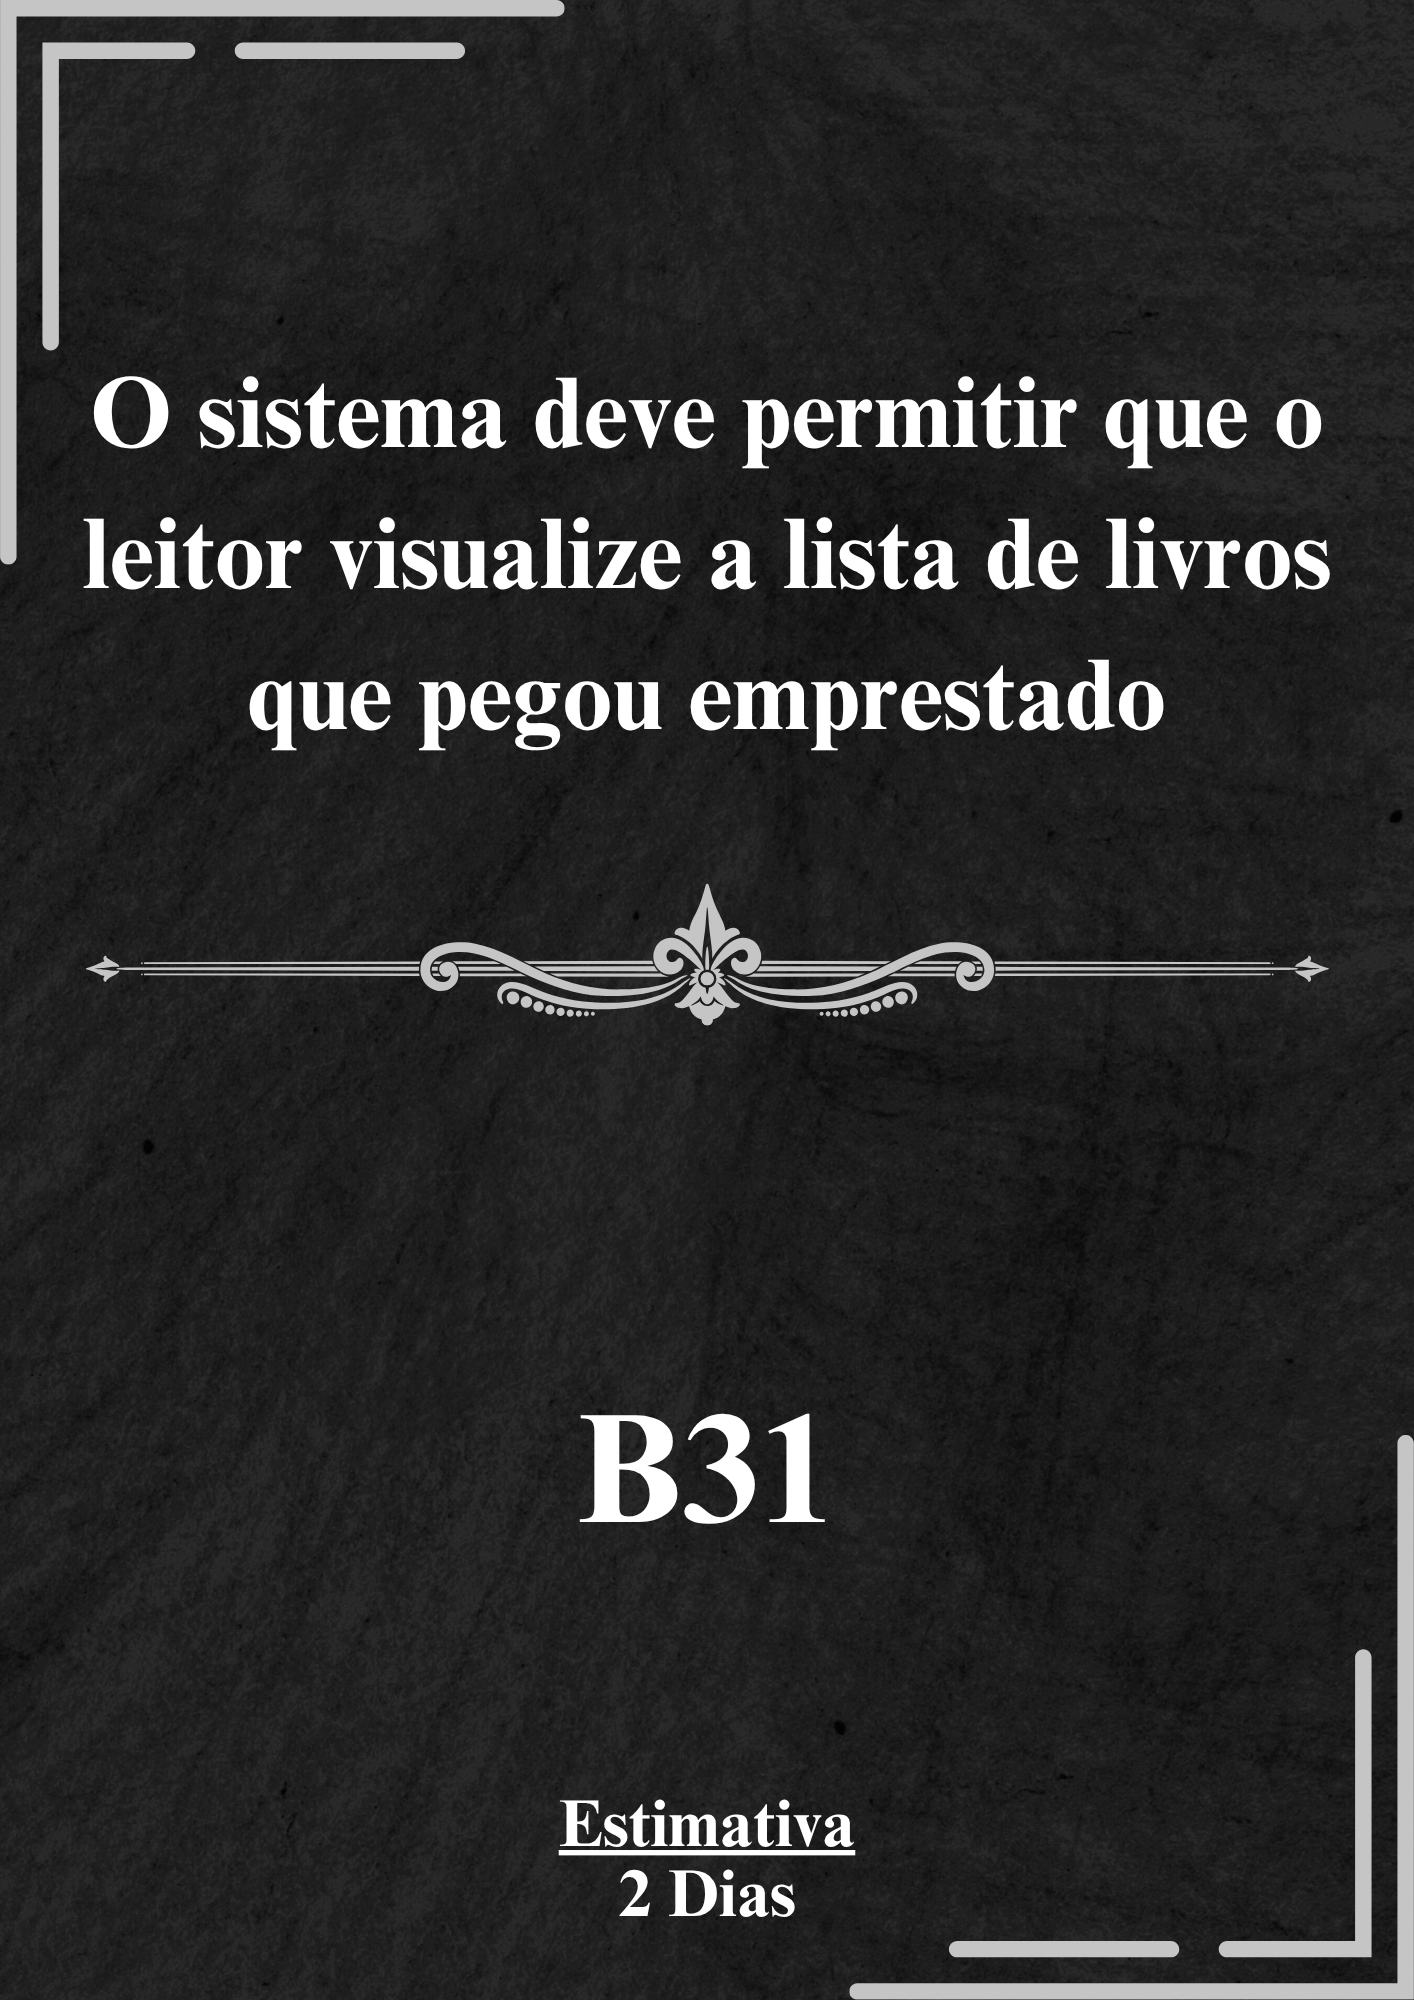 O sistema deve permitir que o
leitor visualize a lista de livros
que pegou emprestado
B31
Estimativa
2 Dias